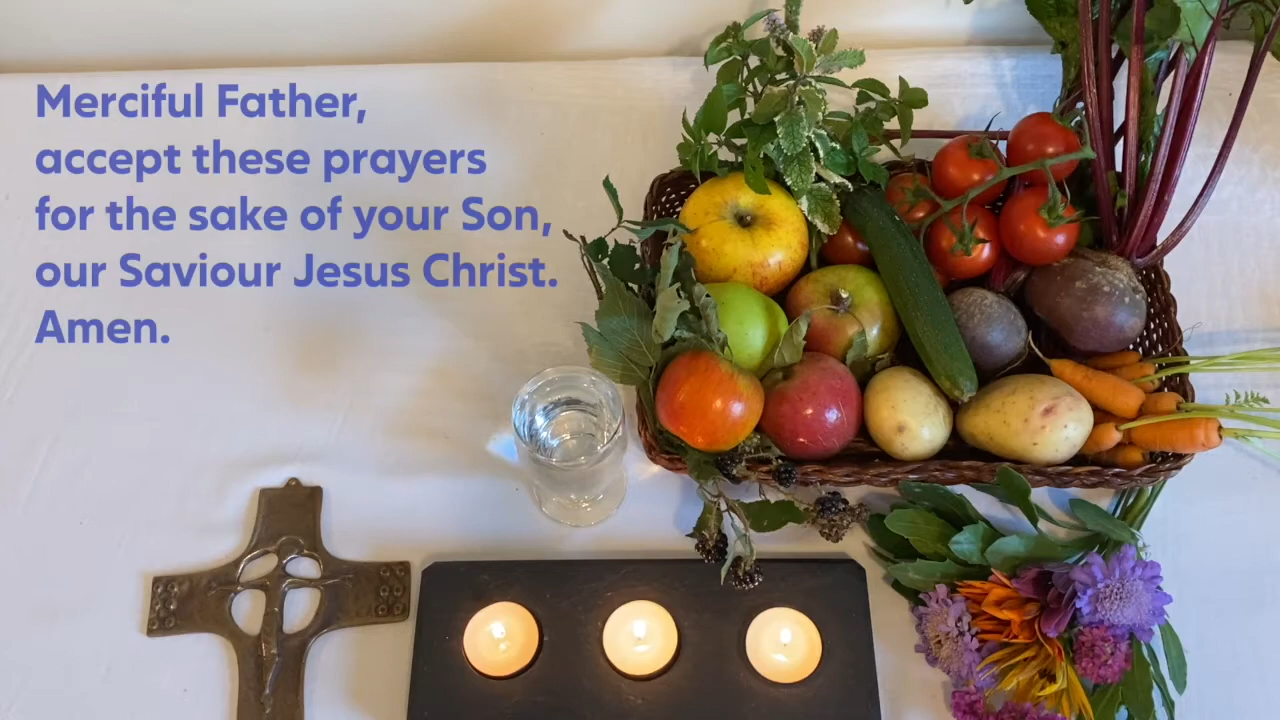 Merciful Father,
accept these prayers
for the sake of your Son,
our Saviour Jesus Christ.
Amen.